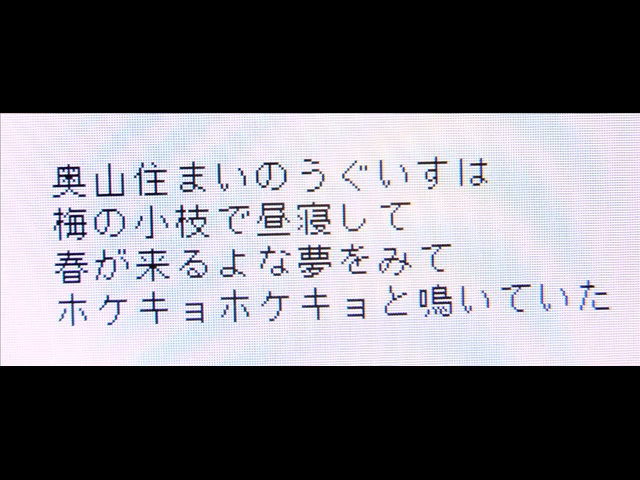 奥山住まいのうぐいすは
梅の小枝で昼寝して
春が来るよな夢をみて
ホケキョホケキョと鳴いていた